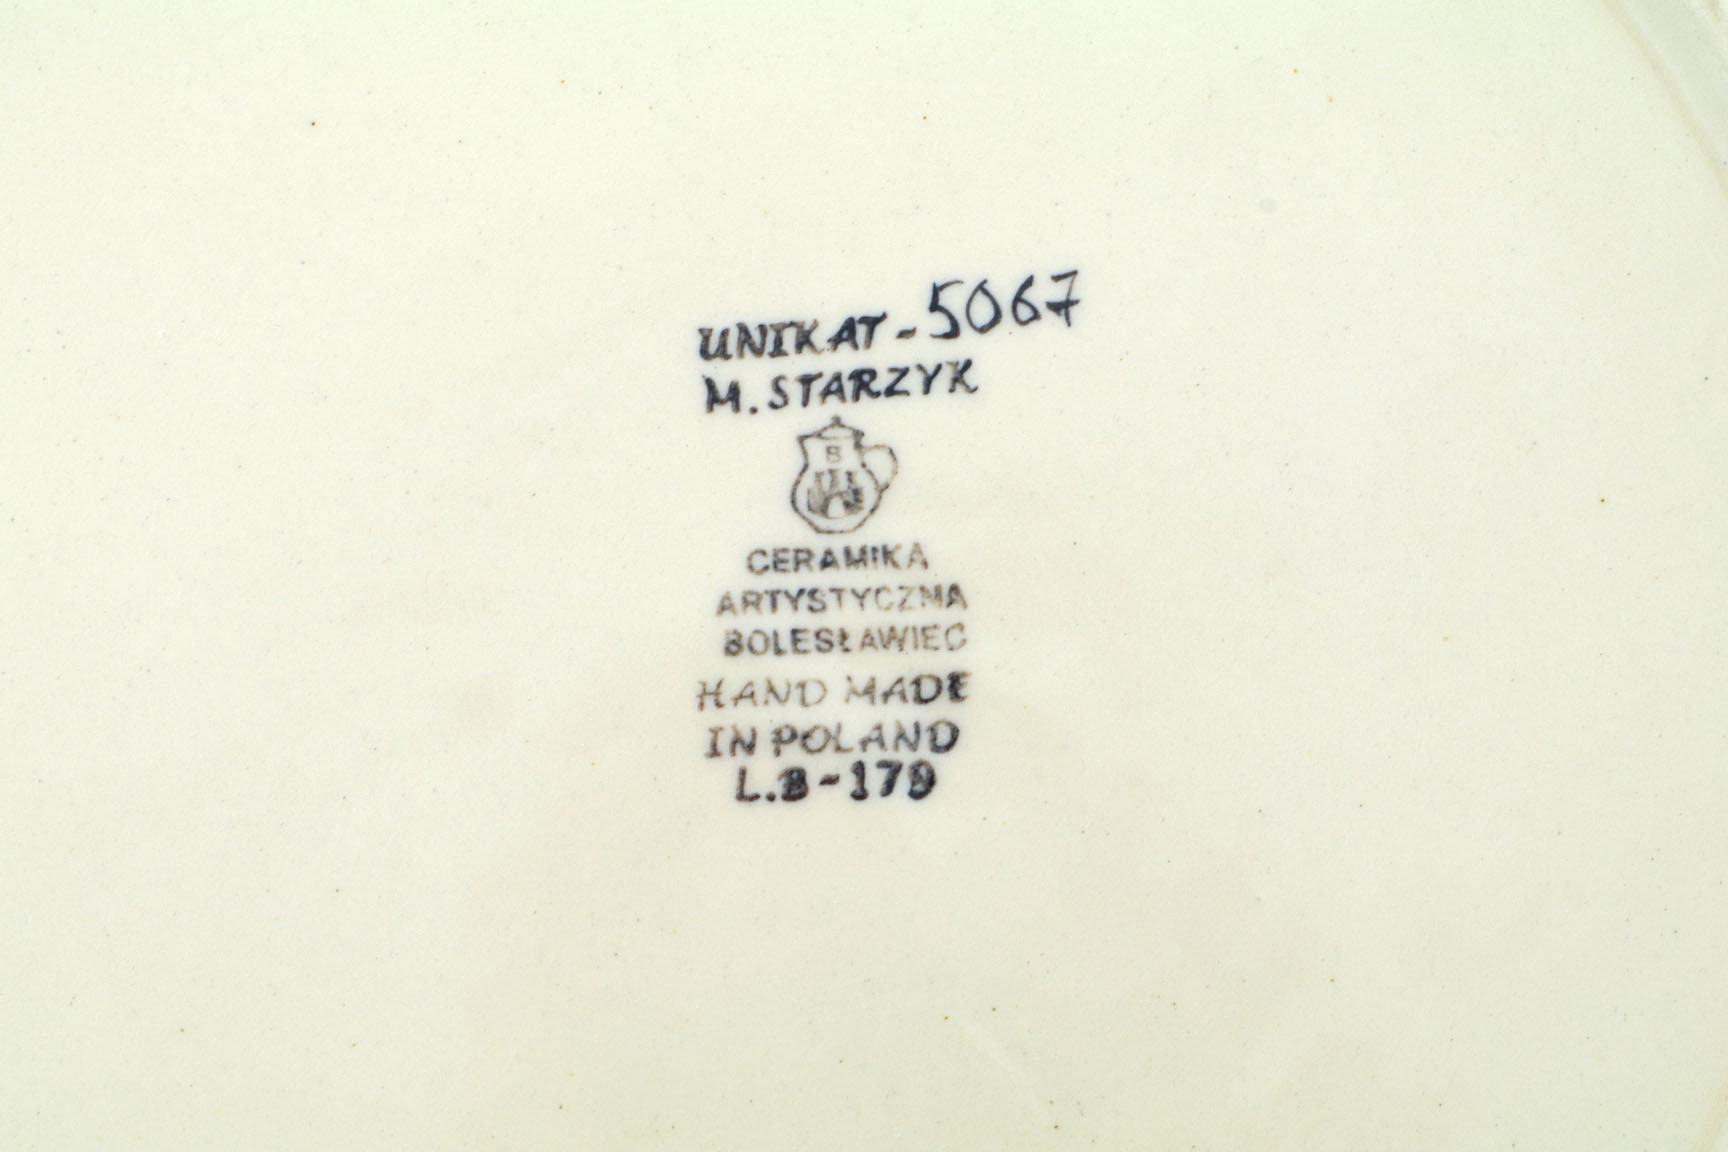 UNIKAT - 5067
M. STARZYK
B
CERAMIKA
ARTYSTYCZNA
BOLESŁAWIEC
HAND MADE
IN POLAND
L.B-179